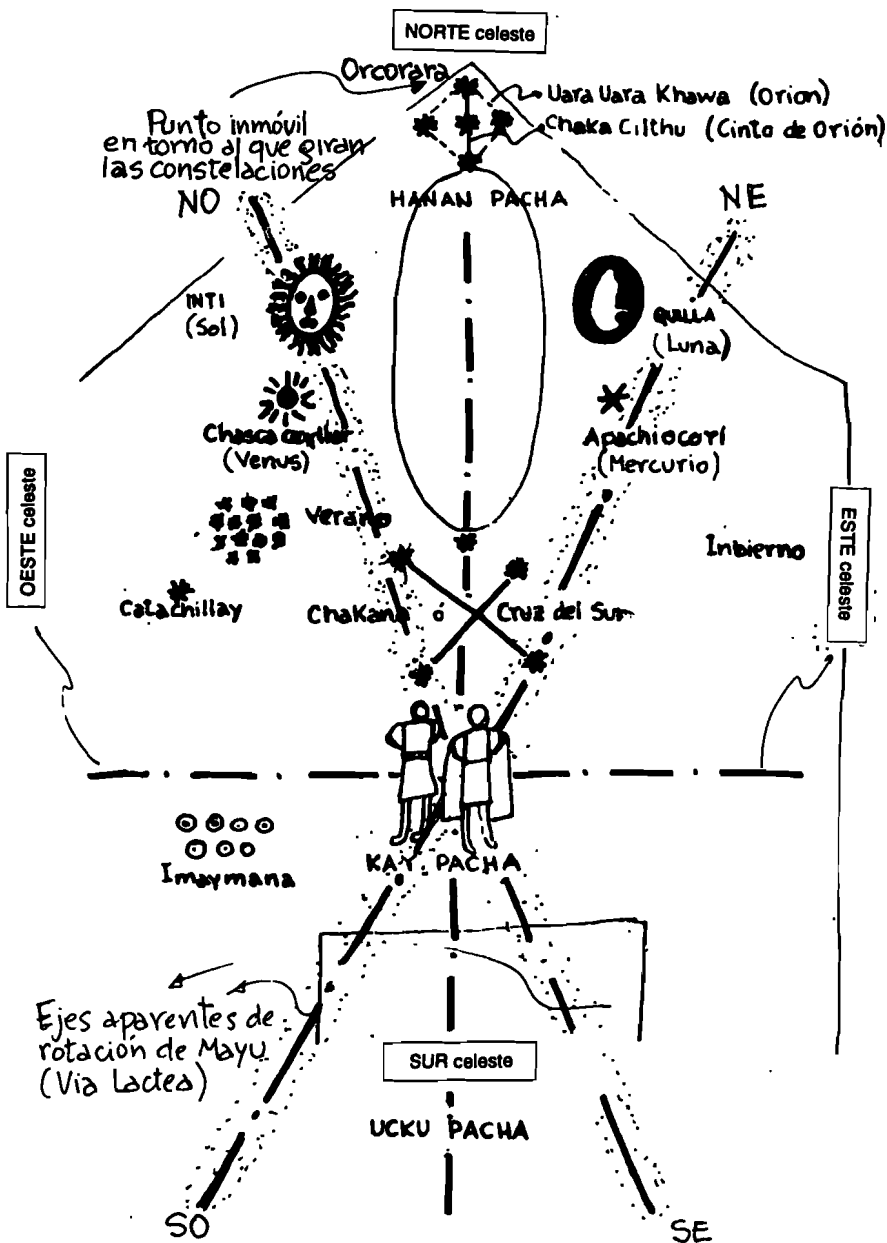 NORTE celeste
Orcorara
Uara Uara Khawa (Orion)
Chaka Cilthu (Cinto de Orión)
Punto inmóvil
en torno al que giran
las constelaciones
NO
HANAN PACHA
NE
INTI
(Sol)
QUILLA
(Luna)
Chasca
(Venus)
Apachiocori
(Mercurio)
OESTE celeste
Verano
Inbierno
ESTE celeste
Catachillay
Chakana ó Cruz del Sur
Imaymana
KAY PACHA
Ejes aparentes de
rotación de Mayu
(Via Lactea)
SUR celeste
UCKU PACHA
SO
SE